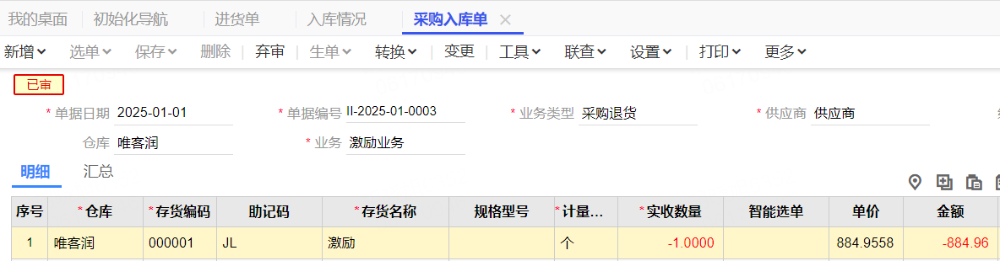 我的桌面 初始化导航 进货单 入库情况 采购入库单
新增 选单 保存 删除 弃审 生单 转换 变更 工具 联查 设置 打印 更多
已审
* 单据日期 2025-01-01 * 单据编号 II-2025-01-0003 * 业务类型 采购退货 * 供应商 供应商
仓库 唯客润 * 业务 激励业务
明细 汇总
序号 * 仓库 * 存货编码 助记码 * 存货名称 规格型号 * 计量... * 实收数量 智能选单 单价 金额
1 唯客润 000001 JL 激励 个 -1.0000 884.9558 -884.96